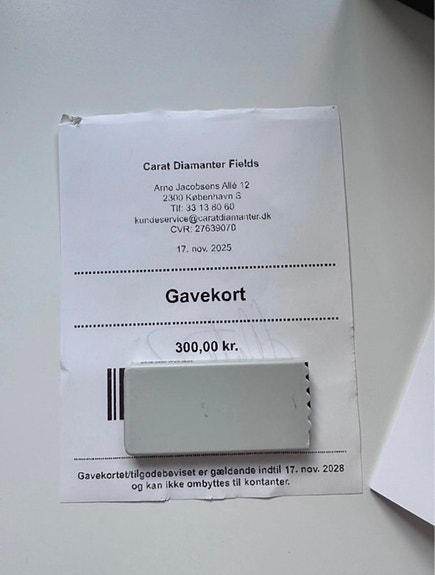 Carat Diamanter Fields
Arne Jacobsens Allé 12
2300 København S
Tlf: 33 13 80 60
kundeservice@caratdiamanter.dk
CVR: 27639070
17. nov. 2025
Gavekort
300,00 kr.
Gavekortet/tilgodebeviset er gældende indtil 17. nov. 2028
og kan ikke ombyttes til kontanter.